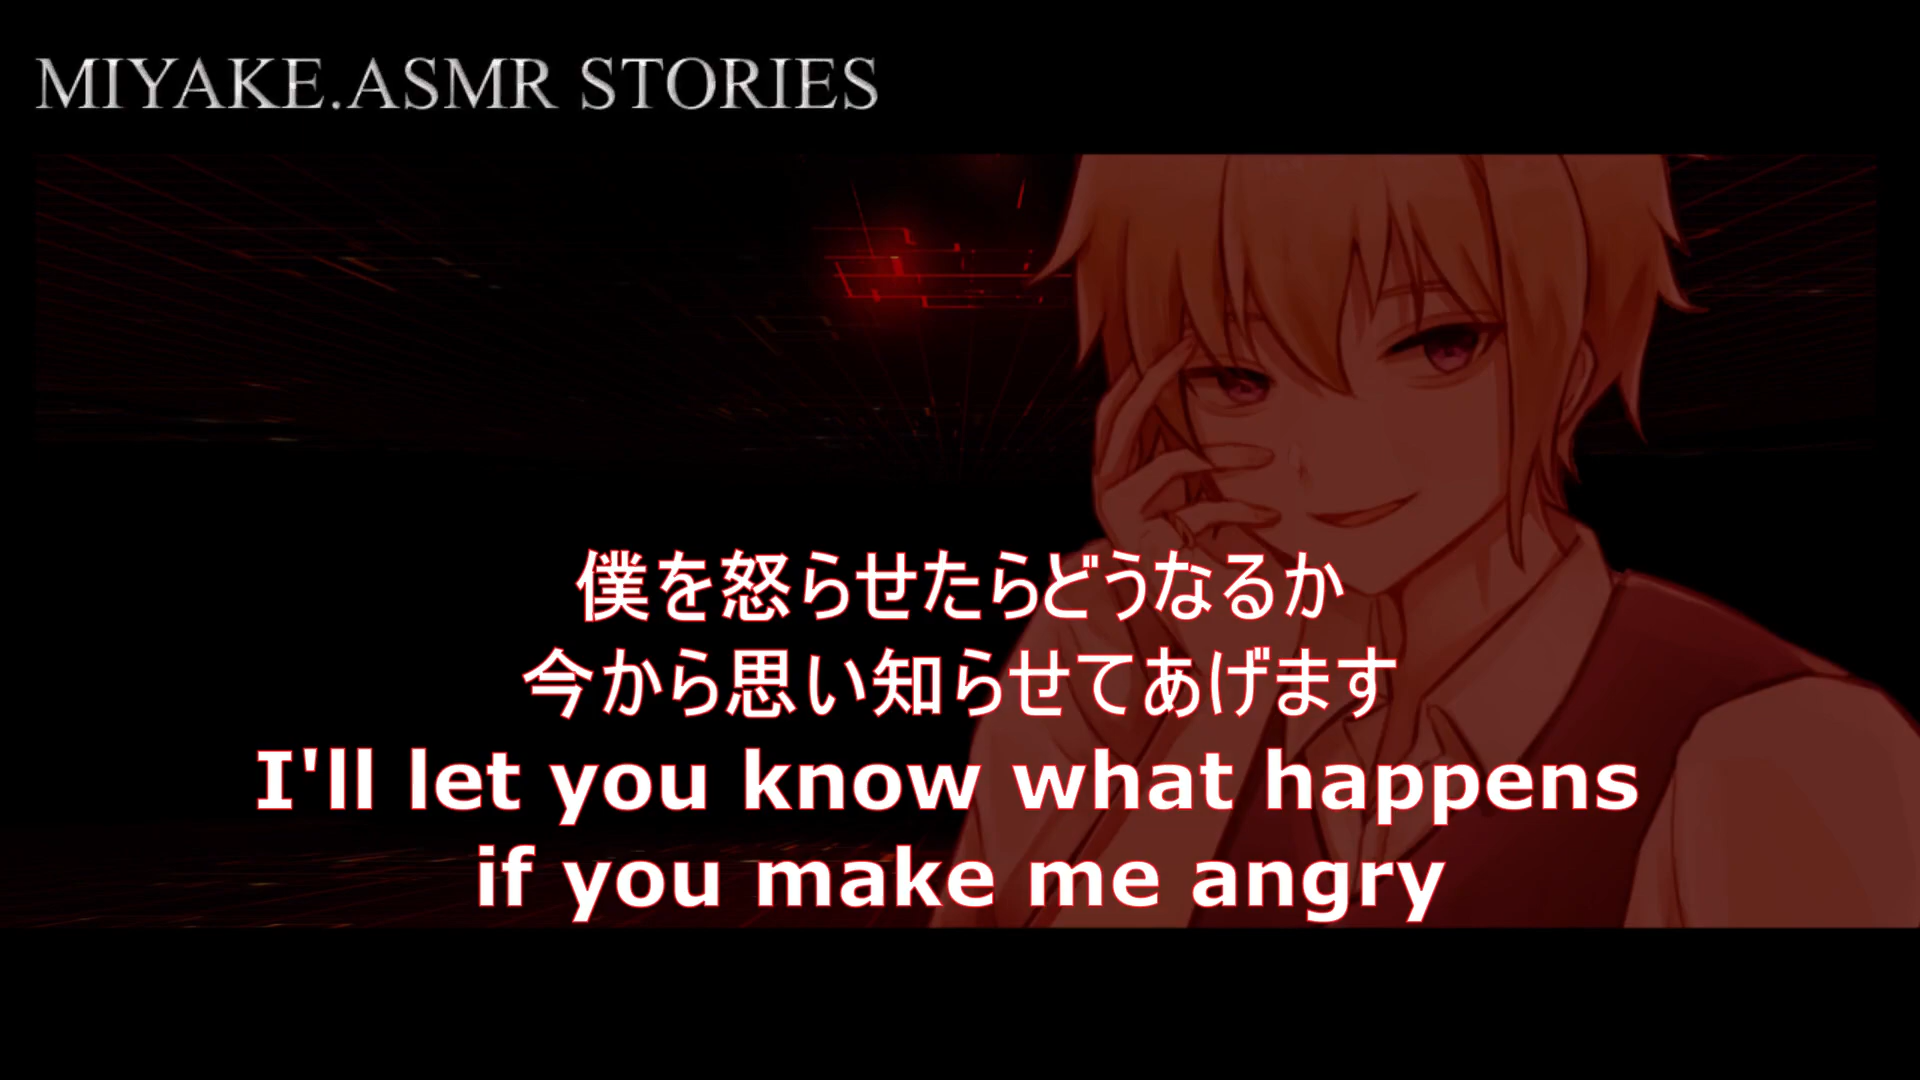 MIYAKE.ASMR STORIES
僕を怒らせたらどうなるか
今から思い知らせてあげます
I'll let you know what happens
if you make me angry